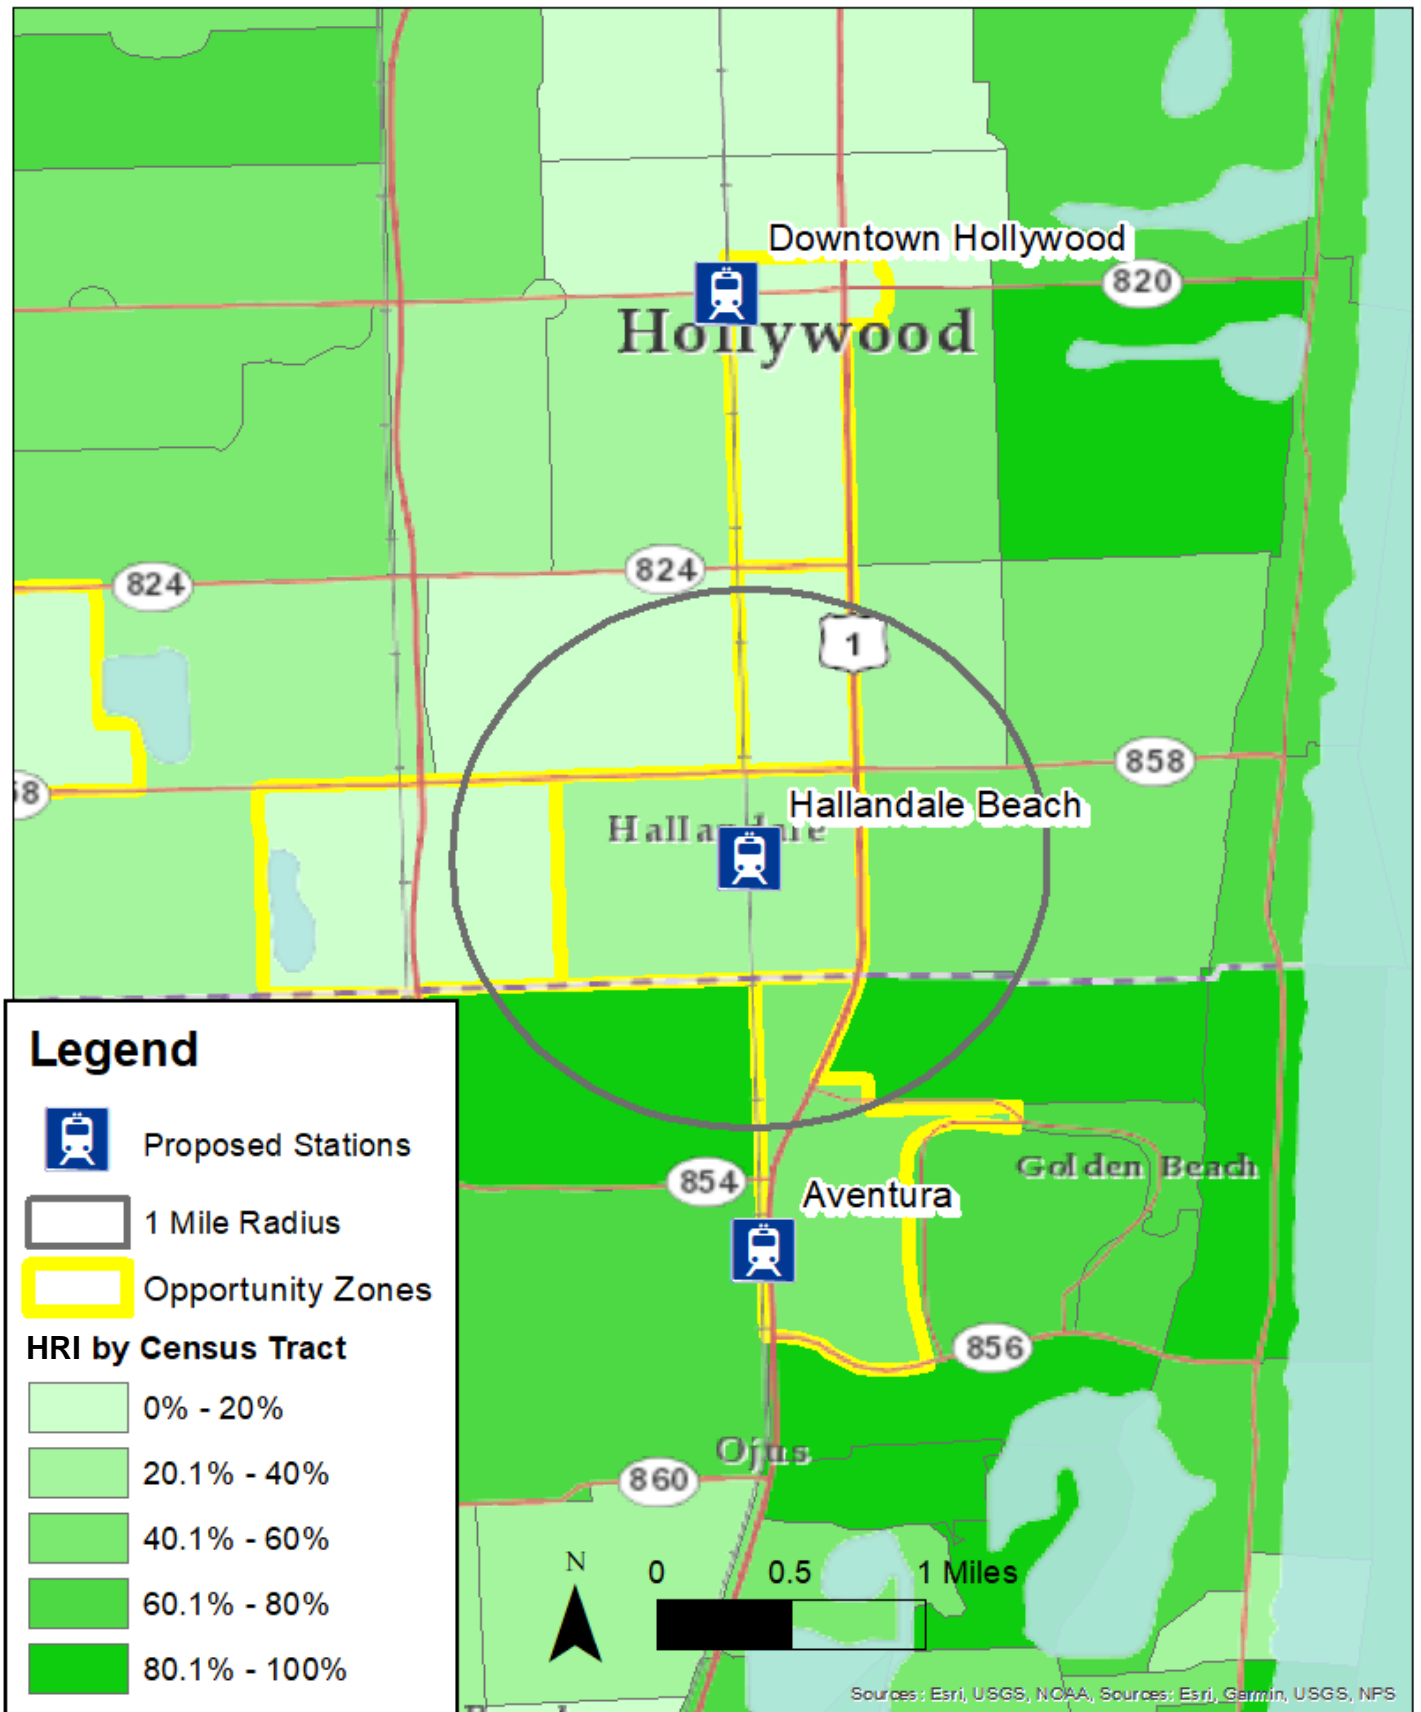 Downtown Hollywood
820
Hollywood
824
824
1
858
58
Hallandale Beach
Hallandale
Legend
Proposed Stations
1 Mile Radius
Opportunity Zones
HRI by Census Tract
0% - 20%
20.1% - 40%
40.1% - 60%
60.1% - 80%
80.1% - 100%
854
Golden Beach
Aventura
856
Ojus
860
N
0 0.5 1 Miles
Sources: Esri, USGS, NOAA, Sources: Esri, Garmin, USGS, NPS